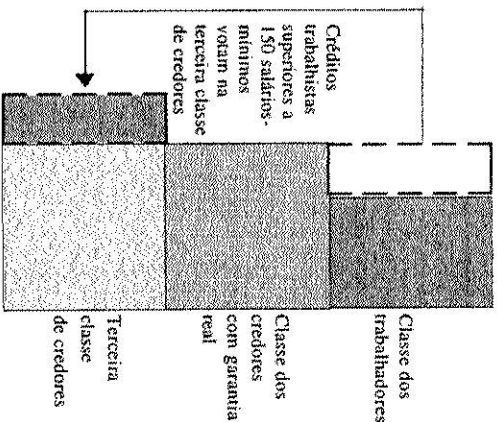 Créditos
trabalhistas
superiores a
150 salários-
mínimos
votam na
terceira classe
de credores
Classe dos
trabalhadores
Classe dos
credores
com garantia
real
Terceira
classe
de credores